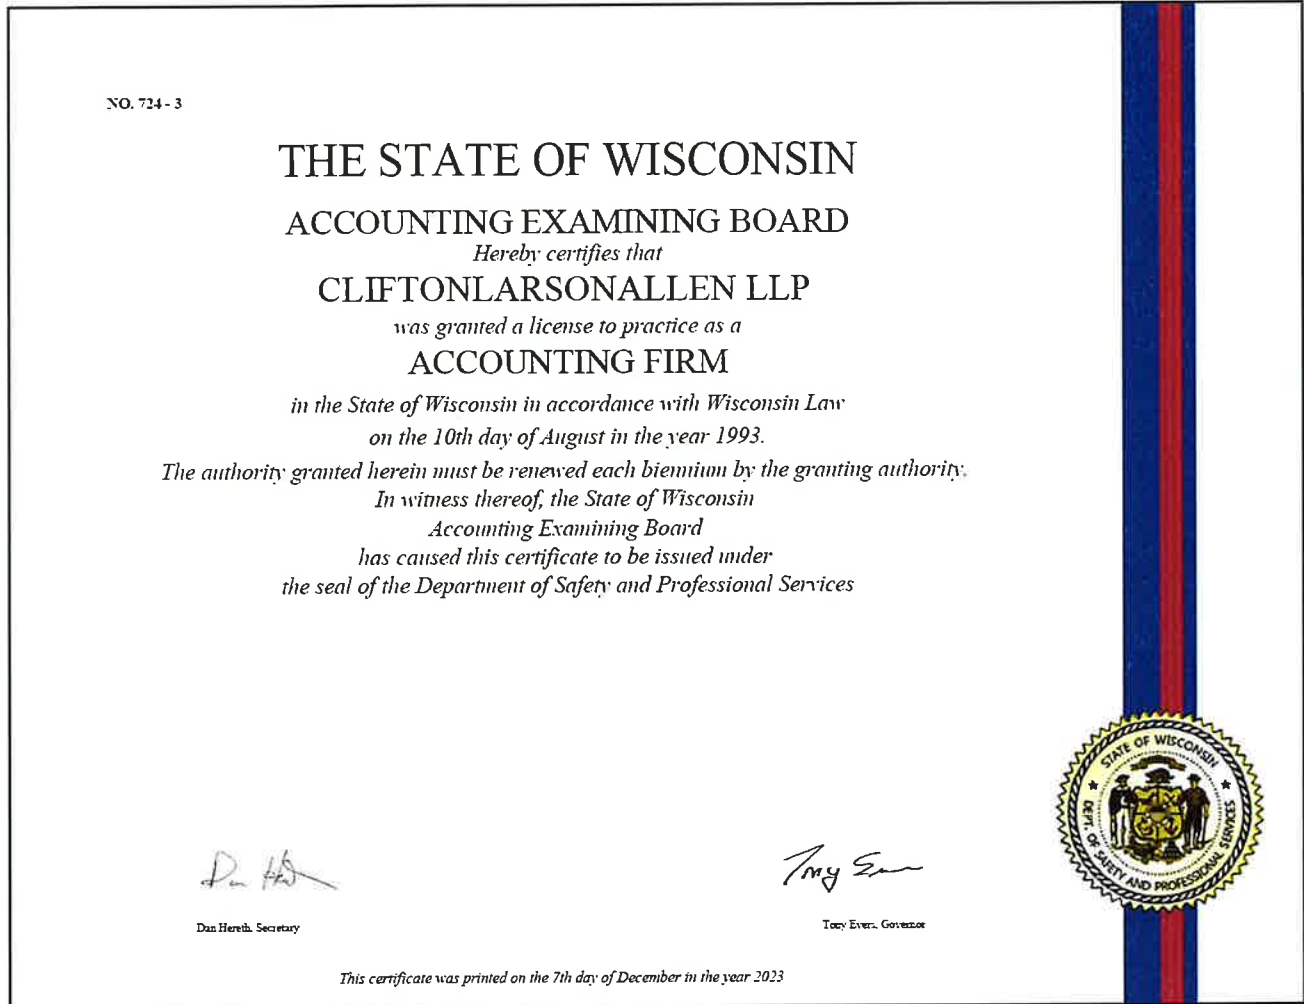 NO. 724 - 3
THE STATE OF WISCONSIN
ACCOUNTING EXAMINING BOARD
Hereby certifies that
CLIFTONLARSONALLEN LLP
was granted a license to practice as a
ACCOUNTING FIRM
in the State of Wisconsin in accordance with Wisconsin Law
on the 10th day of August in the year 1993.
The authority granted herein must be renewed each biennium by the granting authority.
In witness thereof, the State of Wisconsin
Accounting Examining Board
has caused this certificate to be issued under
the seal of the Department of Safety and Professional Services
STATE OF WISCONSIN
DEPT. OF SAFETY AND PROFESSIONAL SERVICES
Tony Evers
Dan Hereth, Secretary
Tony Evers, Governor
This certificate was printed on the 7th day of December in the year 2023